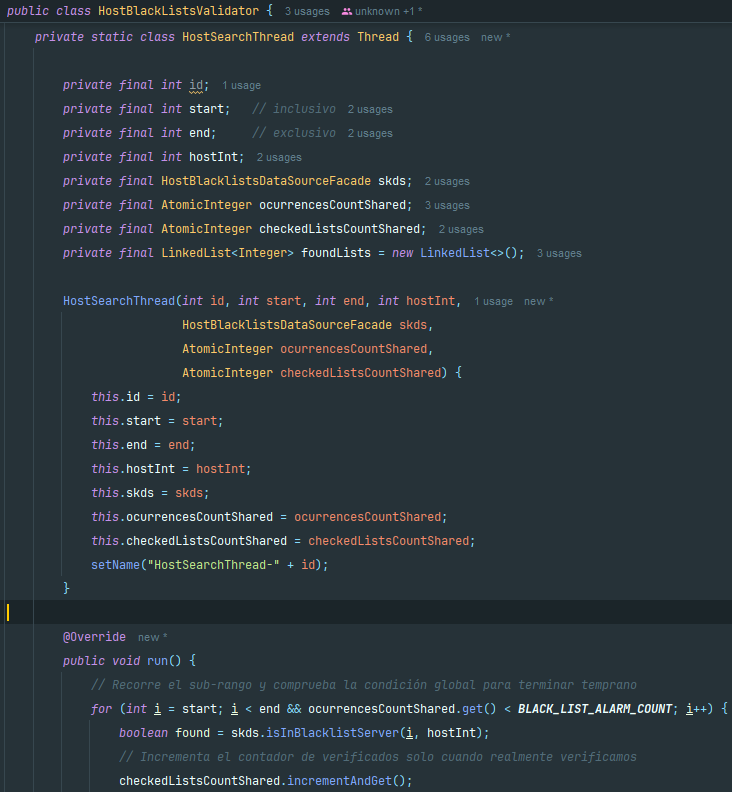 public class HostBlackListsValidator {  3 usages  unknown +1 *
    private static class HostSearchThread extends Thread {  6 usages  new *
        private final int id;  1 usage
        private final int start;   // inclusivo  2 usages
        private final int end;     // exclusivo  2 usages
        private final int hostInt;  2 usages
        private final HostBlacklistsDataSourceFacade skds;  2 usages
        private final AtomicInteger ocurrencesCountShared;  3 usages
        private final AtomicInteger checkedListsCountShared;  2 usages
        private final LinkedList<Integer> foundLists = new LinkedList<>();  3 usages
        HostSearchThread(int id, int start, int end, int hostInt,  1 usage  new *
                         HostBlacklistsDataSourceFacade skds,
                         AtomicInteger ocurrencesCountShared,
                         AtomicInteger checkedListsCountShared) {
            this.id = id;
            this.start = start;
            this.end = end;
            this.hostInt = hostInt;
            this.skds = skds;
            this.ocurrencesCountShared = ocurrencesCountShared;
            this.checkedListsCountShared = checkedListsCountShared;
            setName("HostSearchThread-" + id);
        }
        @Override  new *
        public void run() {
            // Recorre el sub-rango y comprueba la condición global para terminar temprano
            for (int i = start; i < end && ocurrencesCountShared.get() < BLACK_LIST_ALARM_COUNT; i++) {
                boolean found = skds.isInBlacklistServer(i, hostInt);
                // Incrementa el contador de verificados solo cuando realmente verificamos
                checkedListsCountShared.incrementAndGet();